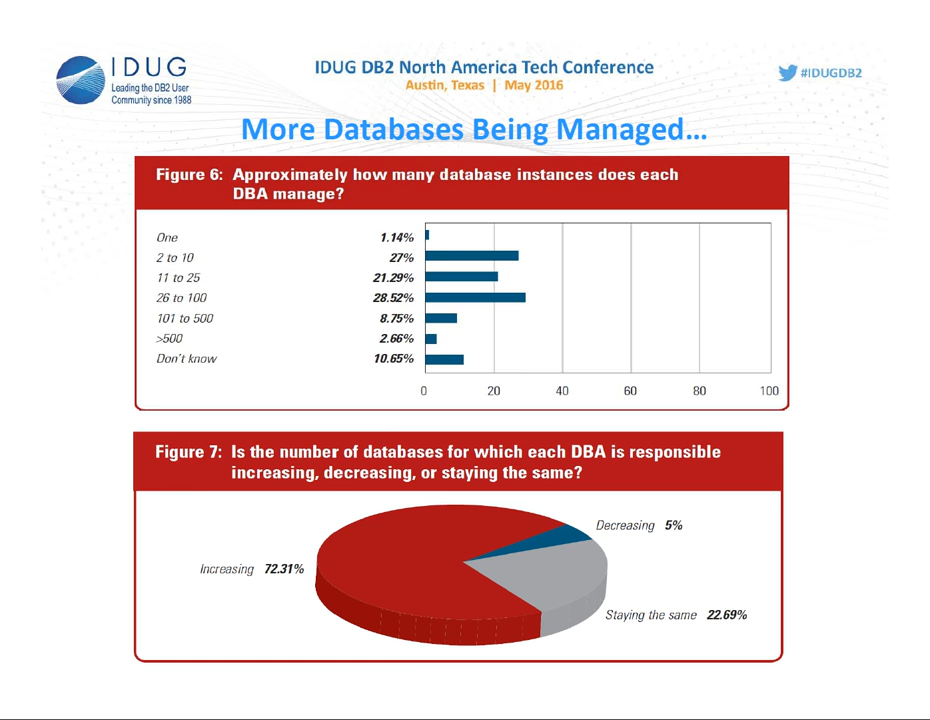 IDUG
Leading the DB2 User
Community since 1988
IDUG DB2 North America Tech Conference
Austin, Texas | May 2016
#IDUGDB2
More Databases Being Managed...
Figure 6: Approximately how many database instances does each
DBA manage?
One 1.14%
2 to 10 27%
11 to 25 21.29%
26 to 100 28.52%
101 to 500 8.75%
>500 2.66%
Don't know 10.65%
0 20 40 60 80 100
Figure 7: Is the number of databases for which each DBA is responsible
increasing, decreasing, or staying the same?
Decreasing 5%
Increasing 72.31%
Staying the same 22.69%